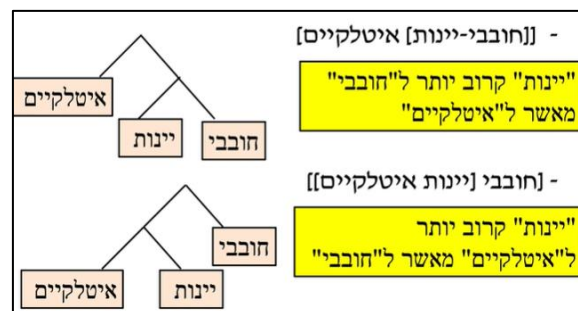 - [[חובבי-יינות] איטלקיים]
"יינות" קרוב יותר ל"חובבי"
מאשר ל"איטלקיים"
איטלקיים
יינות
חובבי
- [חובבי [יינות איטלקיים]]
"יינות" קרוב יותר
ל"איטלקיים" מאשר ל"חובבי"
חובבי
יינות
איטלקיים